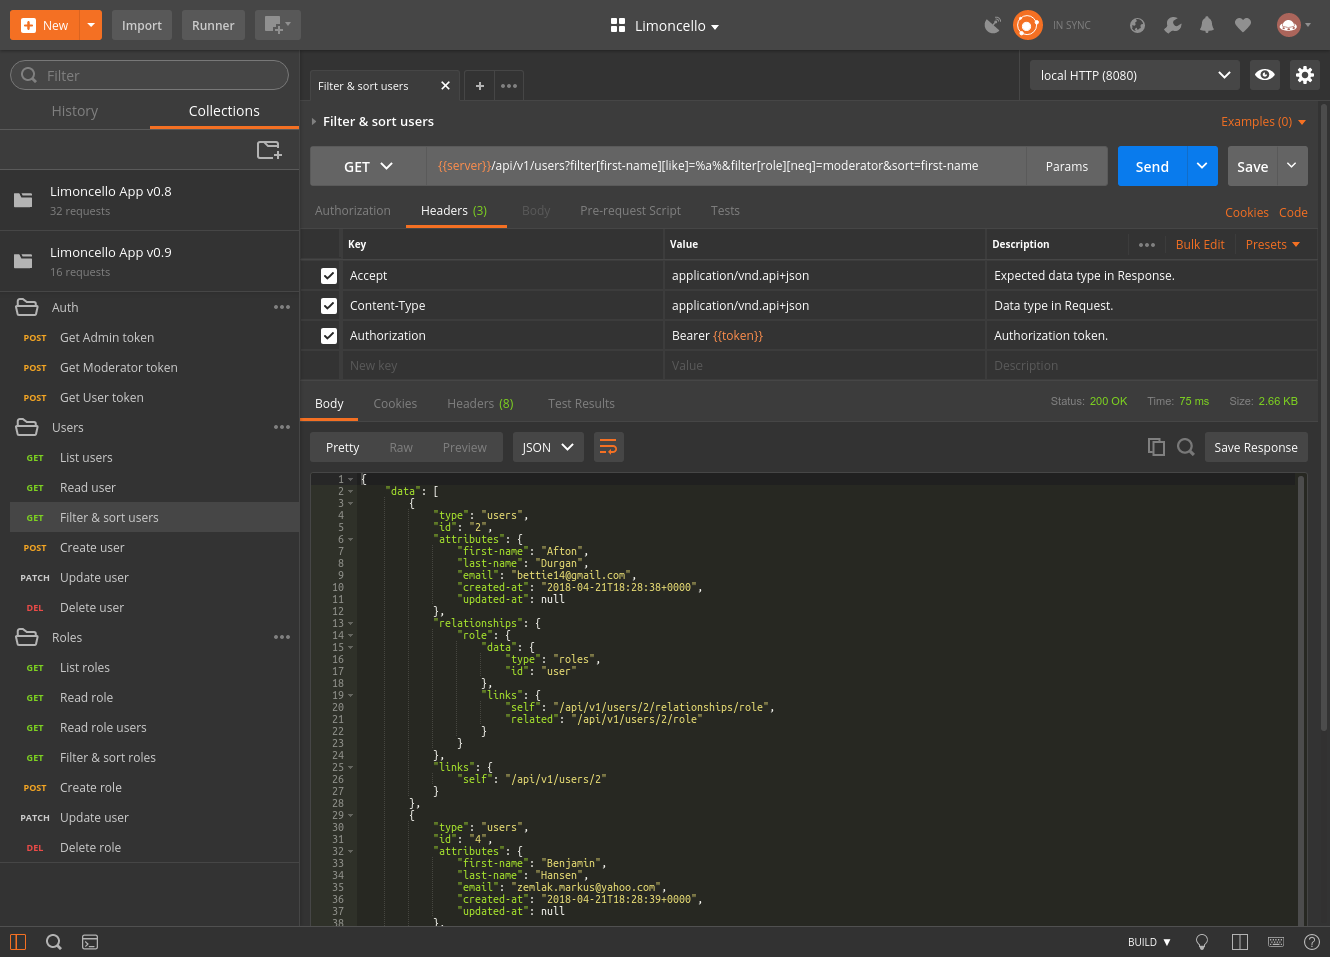 New Import Runner Limoncello IN SYNC
Filter
History Collections
Limoncello App v0.8
32 requests
Limoncello App v0.9
16 requests
Auth
POST Get Admin token
POST Get Moderator token
POST Get User token
Users
GET List users
GET Read user
GET Filter & sort users
POST Create user
PATCH Update user
DEL Delete user
Roles
GET List roles
GET Read role
GET Read role users
GET Filter & sort roles
POST Create role
PATCH Update user
DEL Delete role
Filter & sort users
local HTTP (8080)
Filter & sort users Examples (0)
GET {{server}}/api/v1/users?filter[first-name][like]=%a%&filter[role][neq]=moderator&sort=first-name Params Send Save
Authorization Headers (3) Body Pre-request Script Tests Cookies Code
Key Value Description Bulk Edit Presets
Accept application/vnd.api+json Expected data type in Response.
Content-Type application/vnd.api+json Data type in Request.
Authorization Bearer {{token}} Authorization token.
New key Value Description
Body Cookies Headers (8) Test Results Status: 200 OK Time: 75 ms Size: 2.66 KB
Pretty Raw Preview JSON Save Response
1 {
2 "data": [
3 {
4 "type": "users",
5 "id": "2",
6 "attributes": {
7 "first-name": "Afton",
8 "last-name": "Durgan",
9 "email": "bettie14@gmail.com",
10 "created-at": "2018-04-21T18:28:38+0000",
11 "updated-at": null
12 },
13 "relationships": {
14 "role": {
15 "data": {
16 "type": "roles",
17 "id": "user"
18 },
19 "links": {
20 "self": "/api/v1/users/2/relationships/role",
21 "related": "/api/v1/users/2/role"
22 }
23 }
24 },
25 "links": {
26 "self": "/api/v1/users/2"
27 }
28 },
29 {
30 "type": "users",
31 "id": "4",
32 "attributes": {
33 "first-name": "Benjamin",
34 "last-name": "Hansen",
35 "email": "zemlak.markus@yahoo.com",
36 "created-at": "2018-04-21T18:28:39+0000",
37 "updated-at": null
38 },
BUILD